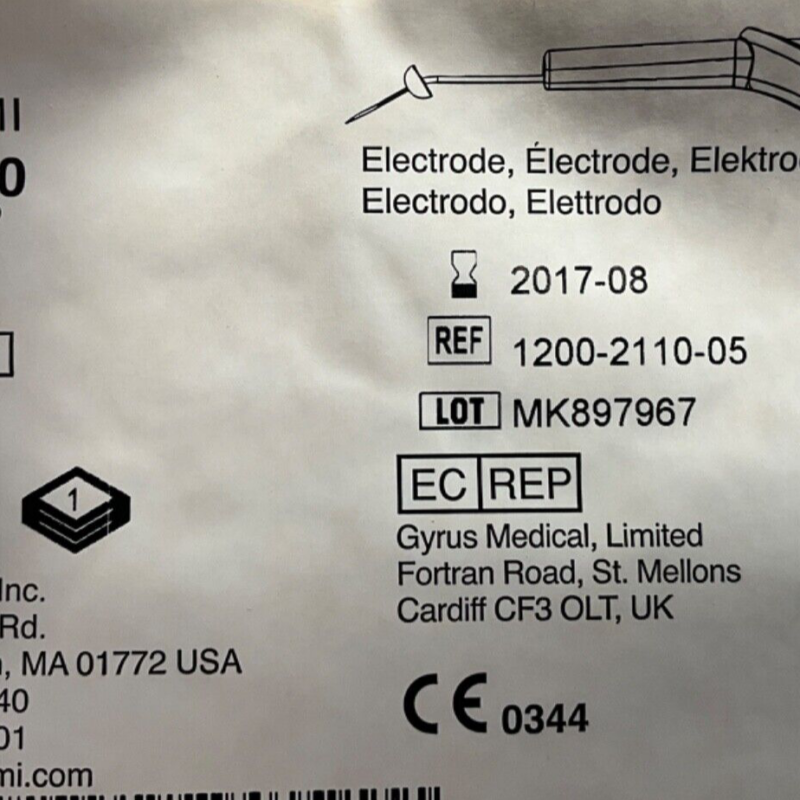 Electrode, Électrode, Elektro
Electrodo, Elettrodo
2017-08
REF 1200-2110-05
LOT MK897967
EC REP
Gyrus Medical, Limited
Fortran Road, St. Mellons
Cardiff CF3 OLT, UK
CE 0344
0
1
Inc.
Rd.
, MA 01772 USA
40
01
mi.com